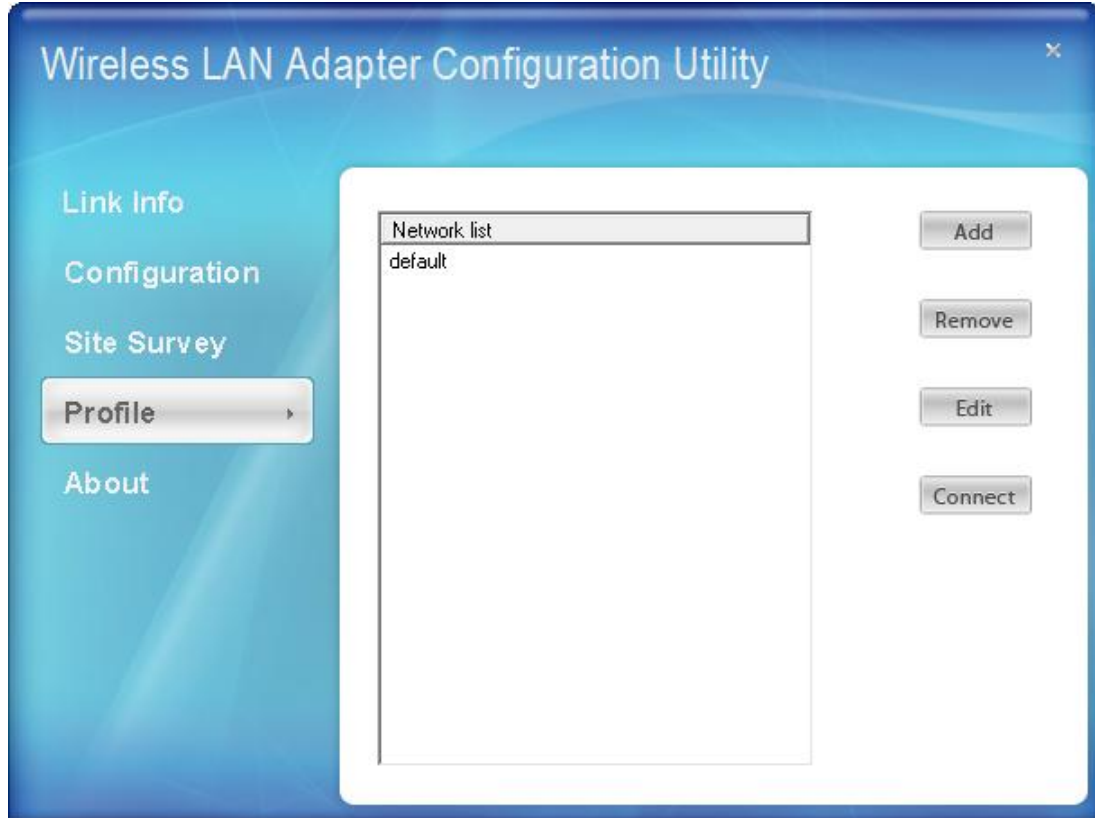 Wireless LAN Adapter Configuration Utility
×
Link Info
Configuration
Site Survey
Profile
About
Network list
default
Add
Remove
Edit
Connect